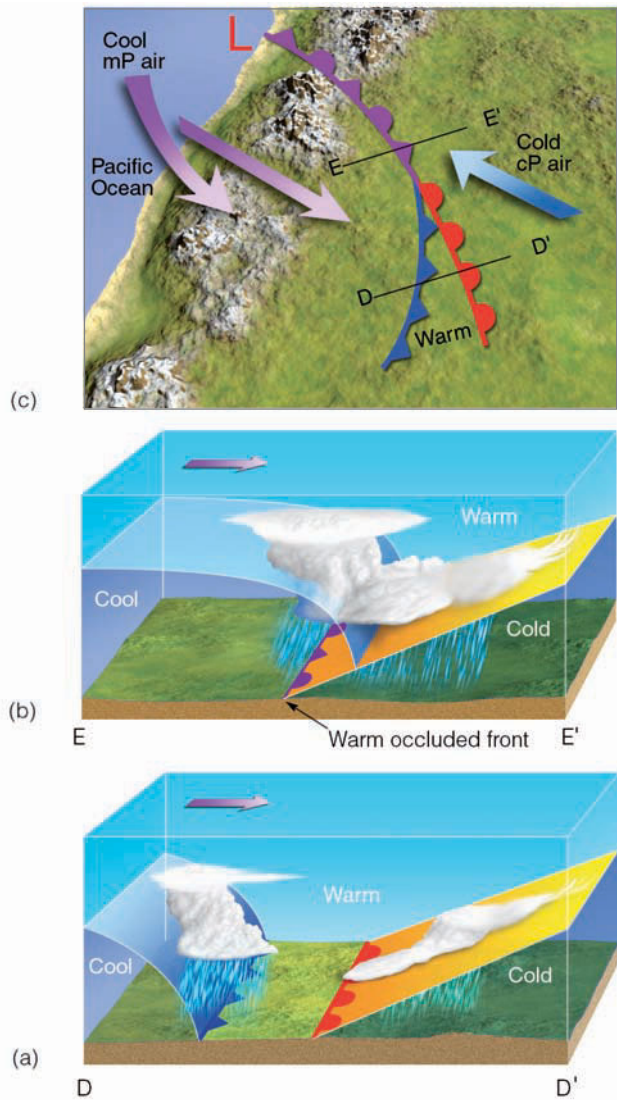 L
Cool
mP air
E'
Cold
cP air
E
Pacific
Ocean
D'
D
Warm
(c)
Warm
Cool
Cold
(b)
E
Warm occluded front
E'
Warm
Cool
Cold
(a)
D
D'